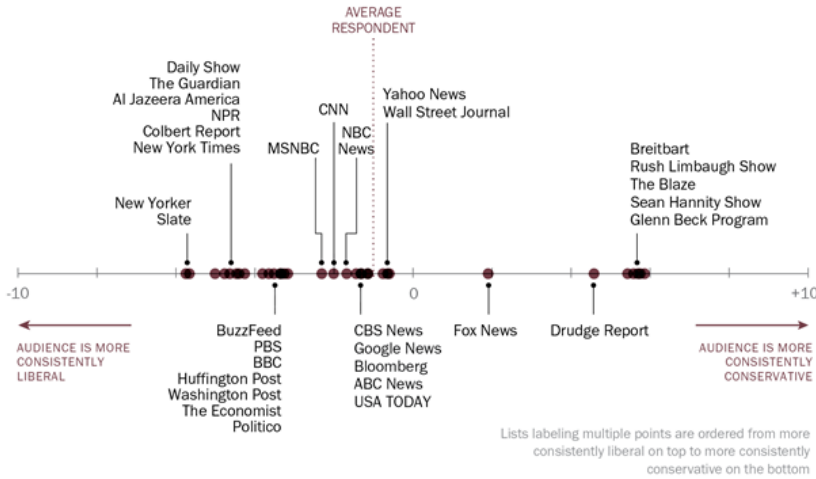 AVERAGE
RESPONDENT
Daily Show
The Guardian
Al Jazeera America
NPR
Colbert Report
New York Times
New Yorker
Slate
MSNBC
CNN
NBC
News
Yahoo News
Wall Street Journal
Breitbart
Rush Limbaugh Show
The Blaze
Sean Hannity Show
Glenn Beck Program
-10
0
+10
AUDIENCE IS MORE
CONSISTENTLY
LIBERAL
BuzzFeed
PBS
BBC
Huffington Post
Washington Post
The Economist
Politico
CBS News
Google News
Bloomberg
ABC News
USA TODAY
Fox News
Drudge Report
AUDIENCE IS MORE
CONSISTENTLY
CONSERVATIVE
Lists labeling multiple points are ordered from more
consistently liberal on top to more consistently
conservative on the bottom